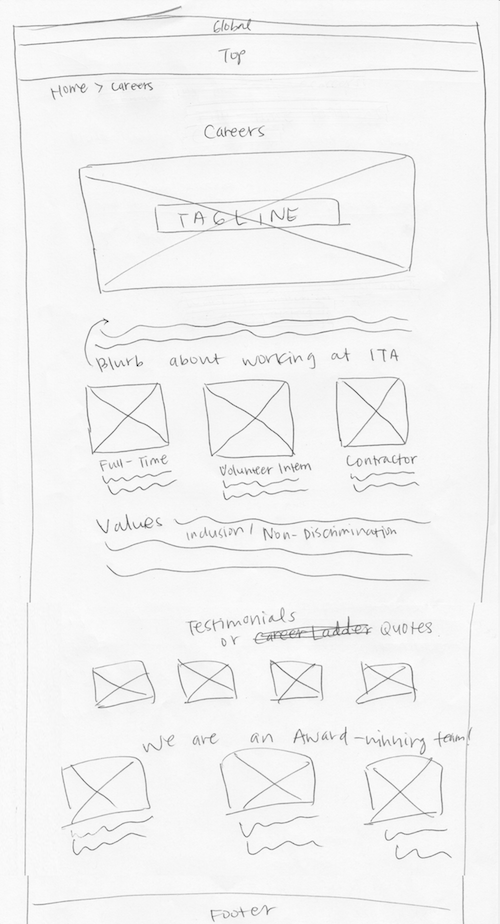 Global
Top
Home > Careers
Careers
TAGLINE
Blurb about working at ITA
Full-Time
Volunteer Intern
Contractor
Values
Inclusion / Non-Discrimination
Testimonials
or Career Ladder Quotes
We are an Award-winning team!
Footer